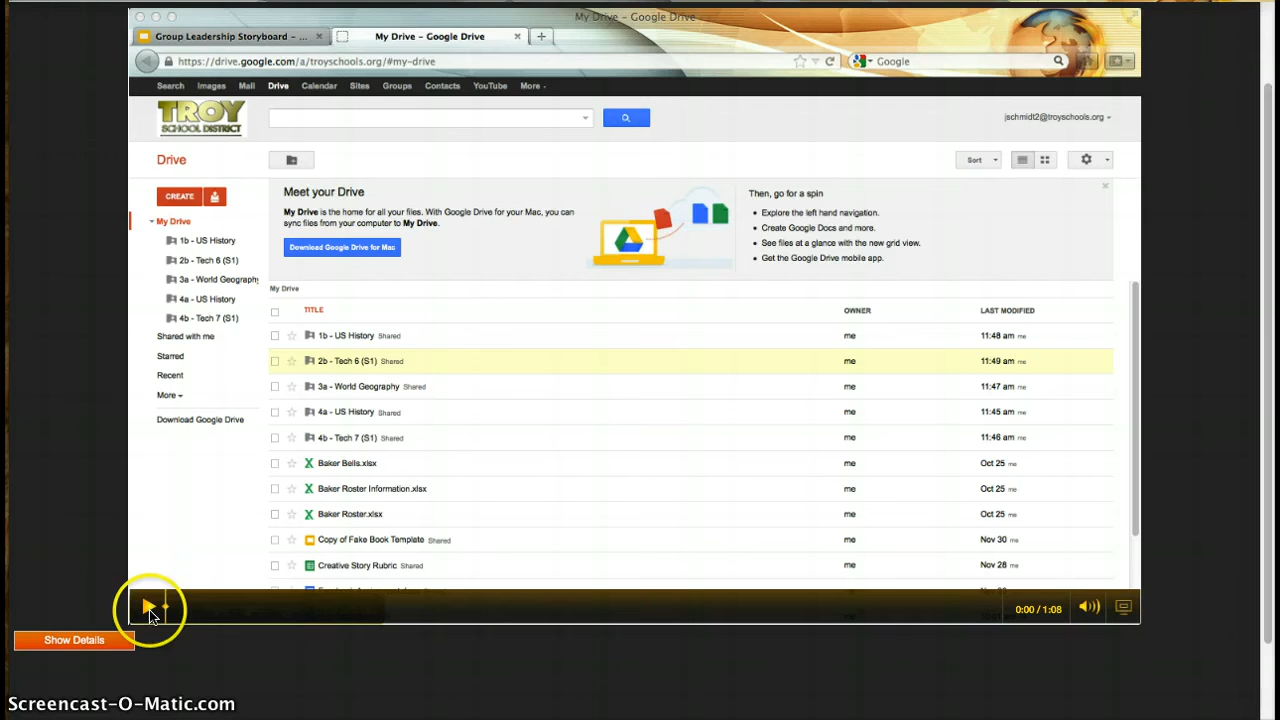 My Drive - Google Drive
Group Leadership Storyboard - ... × My Drive - Google Drive × +
https://drive.google.com/a/troyschools.org/#my-drive Google
Search Images Mail Drive Calendar Sites Groups Contacts YouTube More
TROY
SCHOOL DISTRICT
jschmidt2@troyschools.org
Drive
Sort
CREATE
My Drive
1b - US History
2b - Tech 6 (S1)
3a - World Geography
4a - US History
4b - Tech 7 (S1)
Shared with me
Starred
Recent
More
Download Google Drive
Meet your Drive
My Drive is the home for all your files. With Google Drive for your Mac, you can
sync files from your computer to My Drive.
Download Google Drive for Mac
Then, go for a spin
• Explore the left hand navigation.
• Create Google Docs and more.
• See files at a glance with the new grid view.
• Get the Google Drive mobile app.
My Drive
TITLE OWNER LAST MODIFIED
1b - US History Shared me 11:48 am me
2b - Tech 6 (S1) Shared me 11:49 am me
3a - World Geography Shared me 11:47 am me
4a - US History Shared me 11:45 am me
4b - Tech 7 (S1) Shared me 11:46 am me
Baker Bells.xlsx me Oct 25 me
Baker Roster Information.xlsx me Oct 25 me
Baker Roster.xlsx me Oct 25 me
Copy of Fake Book Template Shared me Nov 30 me
Creative Story Rubric Shared me Nov 28 me
0:00 / 1:08
Show Details
Screencast-O-Matic.com